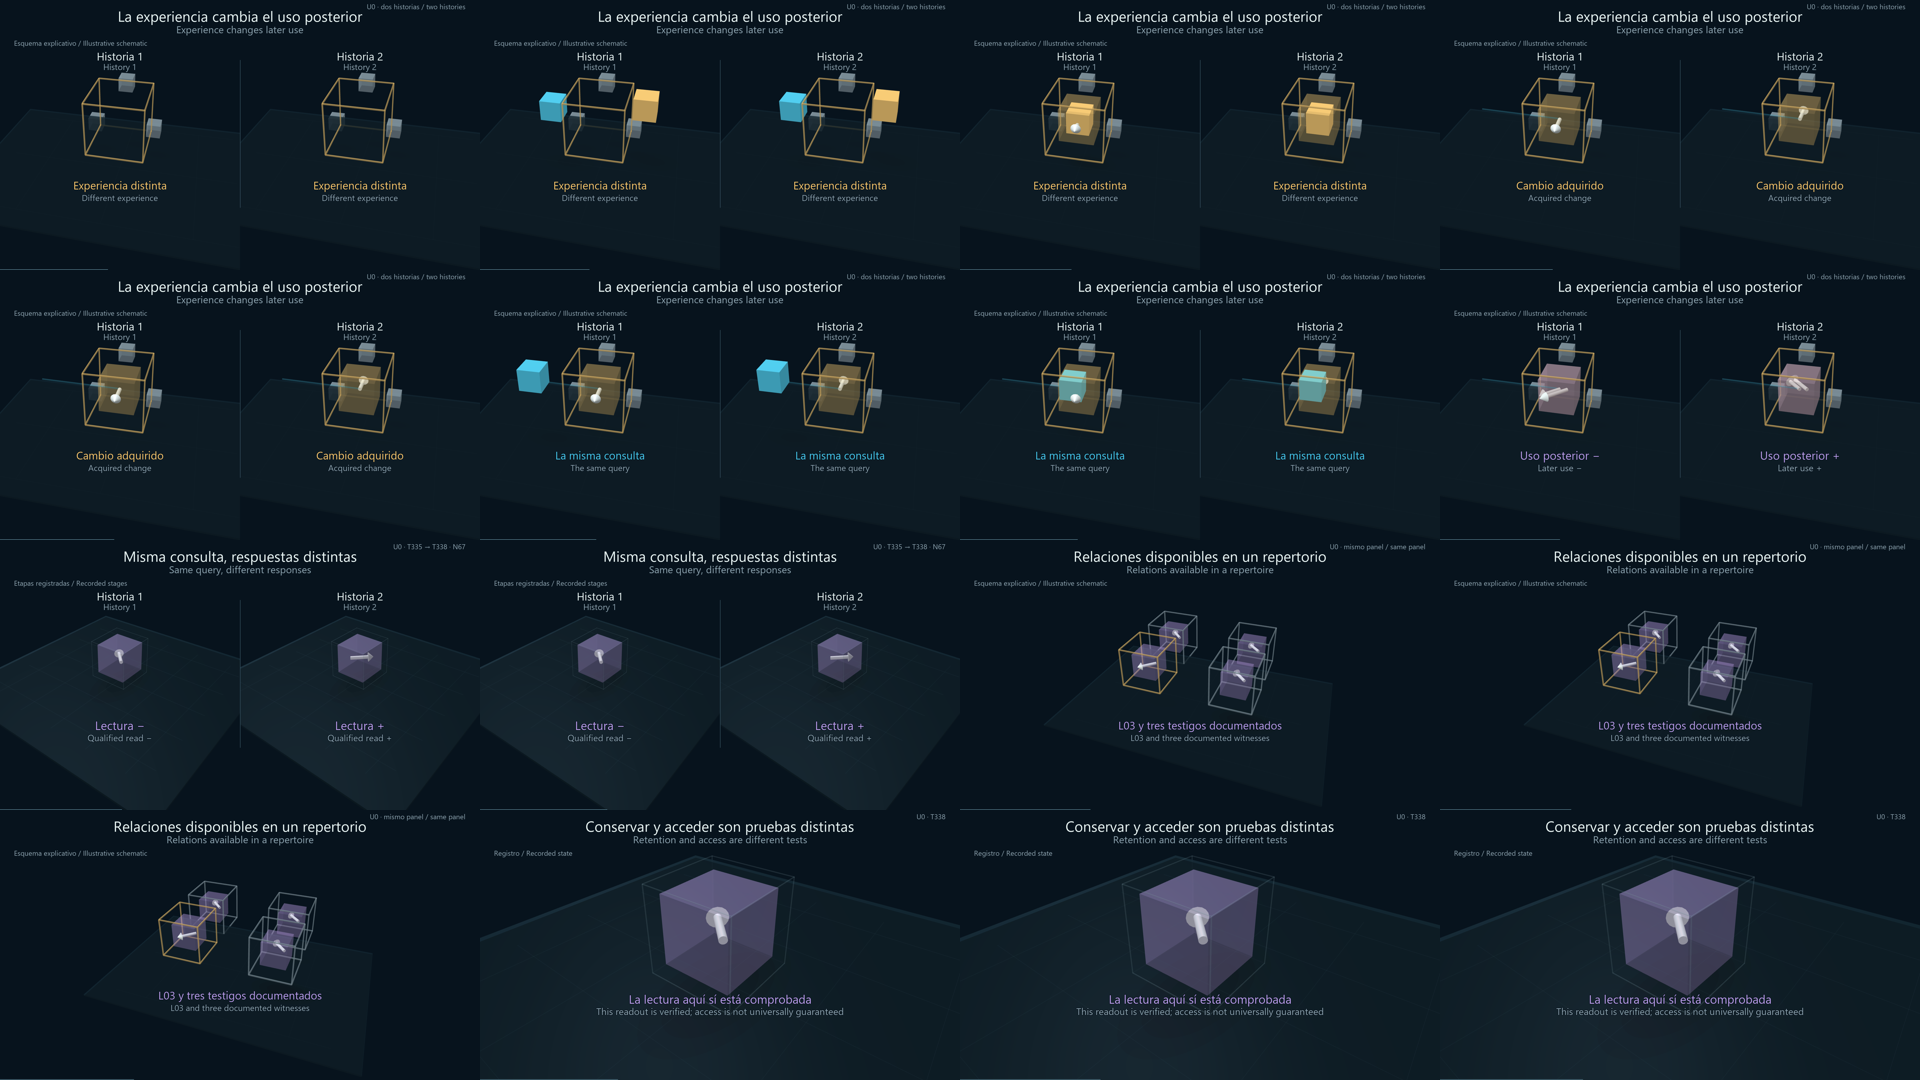 U0 · dos historias / two histories
La experiencia cambia el uso posterior
Experience changes later use
Esquema explicativo / Illustrative schematic
Historia 1
History 1
Historia 2
History 2
Experiencia distinta
Different experience
Experiencia distinta
Different experience
U0 · dos historias / two histories
La experiencia cambia el uso posterior
Experience changes later use
Esquema explicativo / Illustrative schematic
Historia 1
History 1
Historia 2
History 2
Experiencia distinta
Different experience
Experiencia distinta
Different experience
U0 · dos historias / two histories
La experiencia cambia el uso posterior
Experience changes later use
Esquema explicativo / Illustrative schematic
Historia 1
History 1
Historia 2
History 2
Experiencia distinta
Different experience
Experiencia distinta
Different experience
U0 · dos historias / two histories
La experiencia cambia el uso posterior
Experience changes later use
Esquema explicativo / Illustrative schematic
Historia 1
History 1
Historia 2
History 2
Cambio adquirido
Acquired change
Cambio adquirido
Acquired change
U0 · dos historias / two histories
La experiencia cambia el uso posterior
Experience changes later use
Esquema explicativo / Illustrative schematic
Historia 1
History 1
Historia 2
History 2
Cambio adquirido
Acquired change
Cambio adquirido
Acquired change
U0 · dos historias / two histories
La experiencia cambia el uso posterior
Experience changes later use
Esquema explicativo / Illustrative schematic
Historia 1
History 1
Historia 2
History 2
La misma consulta
The same query
La misma consulta
The same query
U0 · dos historias / two histories
La experiencia cambia el uso posterior
Experience changes later use
Esquema explicativo / Illustrative schematic
Historia 1
History 1
Historia 2
History 2
La misma consulta
The same query
La misma consulta
The same query
U0 · dos historias / two histories
La experiencia cambia el uso posterior
Experience changes later use
Esquema explicativo / Illustrative schematic
Historia 1
History 1
Historia 2
History 2
Uso posterior −
Later use −
Uso posterior +
Later use +
U0 · T335 → T338 · N67
Misma consulta, respuestas distintas
Same query, different responses
Etapas registradas / Recorded stages
Historia 1
History 1
Historia 2
History 2
Lectura −
Qualified read −
Lectura +
Qualified read +
U0 · T335 → T338 · N67
Misma consulta, respuestas distintas
Same query, different responses
Etapas registradas / Recorded stages
Historia 1
History 1
Historia 2
History 2
Lectura −
Qualified read −
Lectura +
Qualified read +
U0 · mismo panel / same panel
Relaciones disponibles en un repertorio
Relations available in a repertoire
Esquema explicativo / Illustrative schematic
L03 y tres testigos documentados
L03 and three documented witnesses
U0 · mismo panel / same panel
Relaciones disponibles en un repertorio
Relations available in a repertoire
Esquema explicativo / Illustrative schematic
L03 y tres testigos documentados
L03 and three documented witnesses
U0 · mismo panel / same panel
Relaciones disponibles en un repertorio
Relations available in a repertoire
Esquema explicativo / Illustrative schematic
L03 y tres testigos documentados
L03 and three documented witnesses
U0 · T338
Conservar y acceder son pruebas distintas
Retention and access are different tests
Registro / Recorded state
La lectura aquí sí está comprobada
This readout is verified; access is not universally guaranteed
U0 · T338
Conservar y acceder son pruebas distintas
Retention and access are different tests
Registro / Recorded state
La lectura aquí sí está comprobada
This readout is verified; access is not universally guaranteed
U0 · T338
Conservar y acceder son pruebas distintas
Retention and access are different tests
Registro / Recorded state
La lectura aquí sí está comprobada
This readout is verified; access is not universally guaranteed